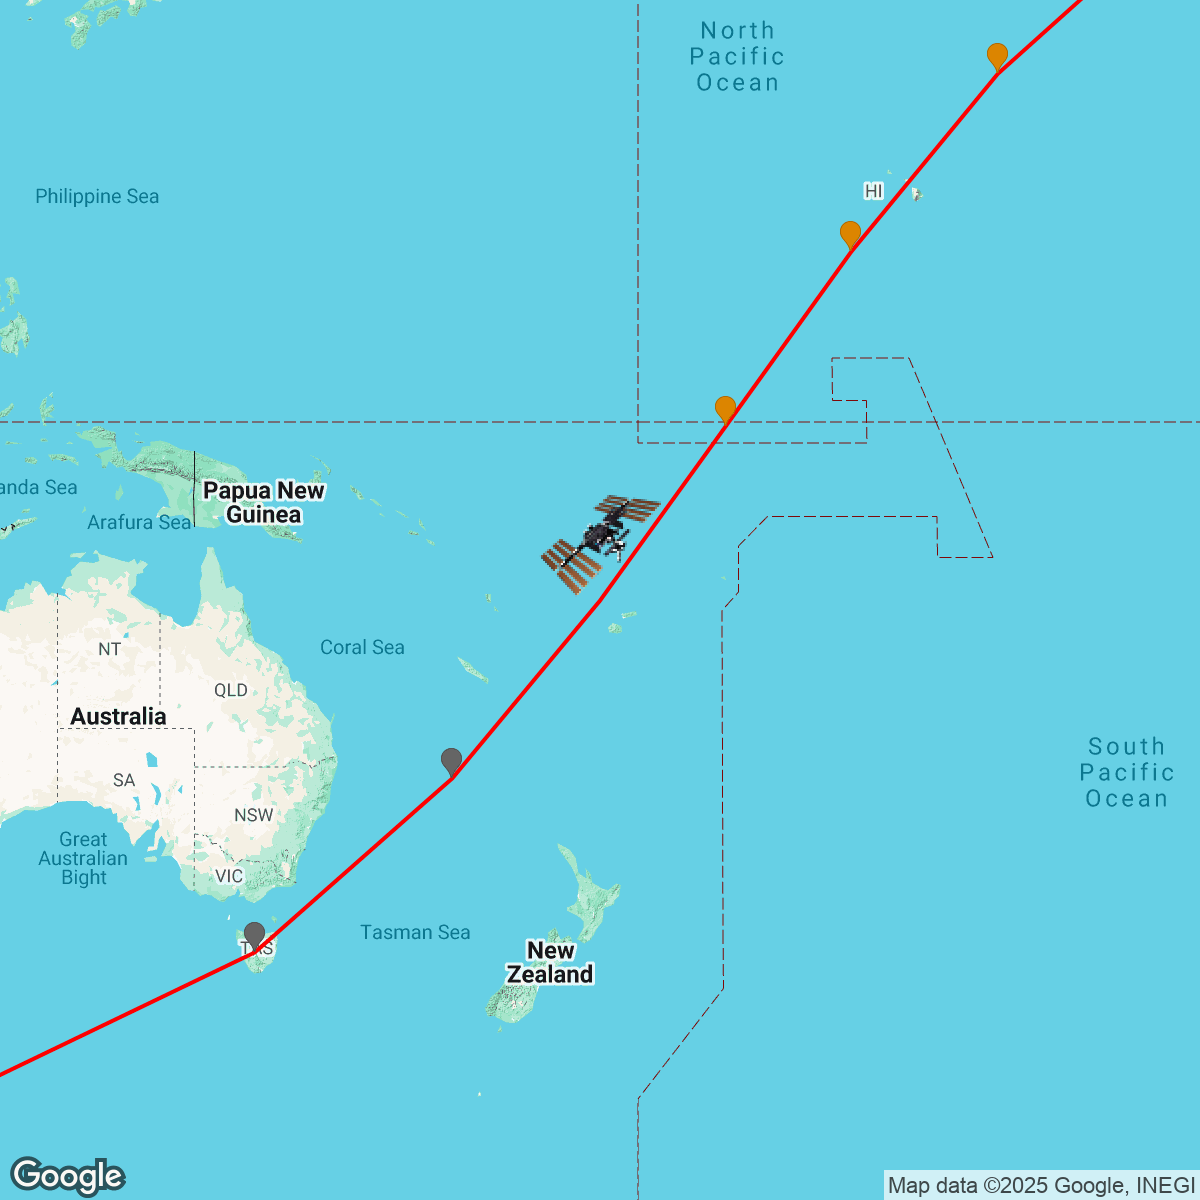 North
Pacific
Ocean
Philippine Sea
HI
anda Sea
Papua New
Guinea
Arafura Sea
Coral Sea
NT
QLD
Australia
SA
NSW
South
Pacific
Ocean
Great
Australian
Bight
VIC
TAS
Tasman Sea
New
Zealand
Google
Map data ©2025 Google, INEGI